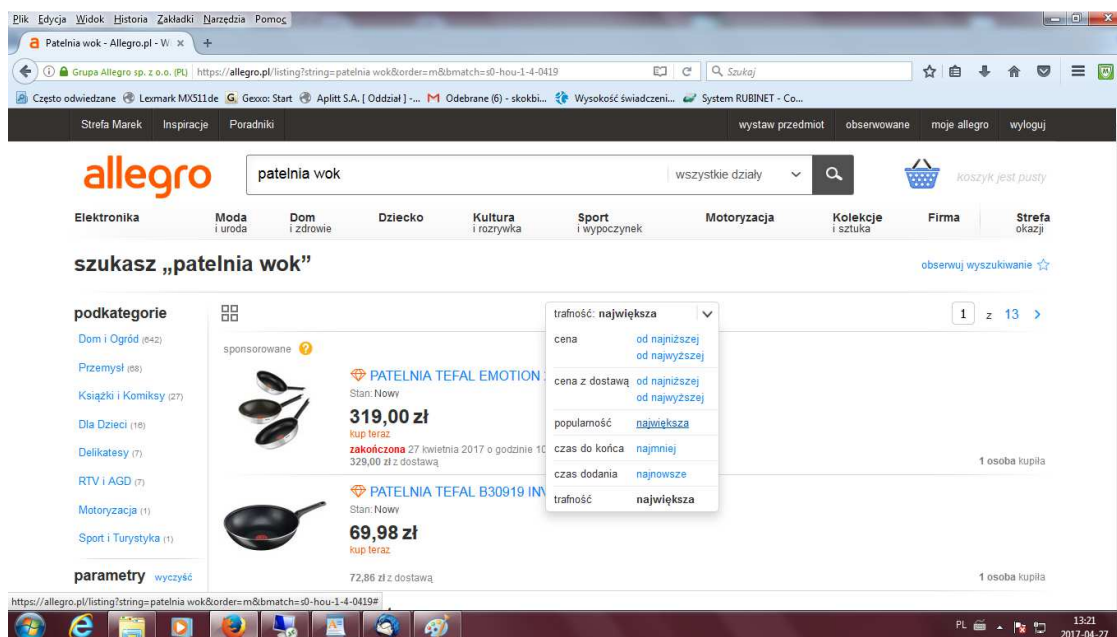 Plik Edycja Widok Historia Zakładki Narzędzia Pomoc
Patelnia wok - Allegro.pl - W
Grupa Allegro sp. z o.o. (PL) https://allegro.pl/listing?string=patelnia wok&order=m&bmatch=s0-hou-1-4-0419 Szukaj
Często odwiedzane Lexmark MX511de Gexxo: Start Aplitt S.A. [ Oddział ] -... Odebrane (6) - skokbi... Wysokość świadczeni... System RUBINET - Co...
Strefa Marek Inspiracje Poradniki wystaw przedmiot obserwowane moje allegro wyloguj
allegro patelnia wok wszystkie działy koszyk jest pusty
Elektronika Moda i uroda Dom i zdrowie Dziecko Kultura i rozrywka Sport i wypoczynek Motoryzacja Kolekcje i sztuka Firma Strefa okazji
szukasz „patelnia wok” obserwuj wyszukiwanie
podkategorie
Dom i Ogród (642)
Przemysł (68)
Książki i Komiksy (27)
Dla Dzieci (16)
Delikatesy (7)
RTV i AGD (7)
Motoryzacja (1)
Sport i Turystyka (1)
parametry wyczyść
trafność: największa
1 z 13
cena od najniższej
od najwyższej
cena z dostawą od najniższej
od najwyższej
popularność największa
czas do końca najmniej
czas dodania najnowsze
trafność największa
sponsorowane
PATELNIA TEFAL EMOTION
Stan: Nowy
319,00 zł
kup teraz
zakończona 27 kwietnia 2017 o godzinie 10
329,00 zł z dostawą
1 osoba kupiła
PATELNIA TEFAL B30919 IN
Stan: Nowy
69,98 zł
kup teraz
72,86 zł z dostawą
1 osoba kupiła
https://allegro.pl/listing?string=patelnia wok&order=m&bmatch=s0-hou-1-4-0419#
PL 13:21
2017-04-27